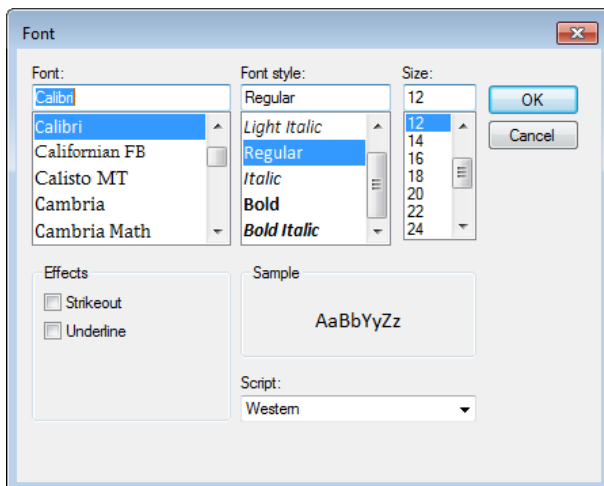 Font
Font:
Calibri
Calibri
Californian FB
Calisto MT
Cambria
Cambria Math
Font style:
Regular
Light Italic
Regular
Italic
Bold
Bold Italic
Size:
12
12
14
16
18
20
22
24
OK
Cancel
Effects
Strikeout
Underline
Sample
AaBbYyZz
Script:
Western